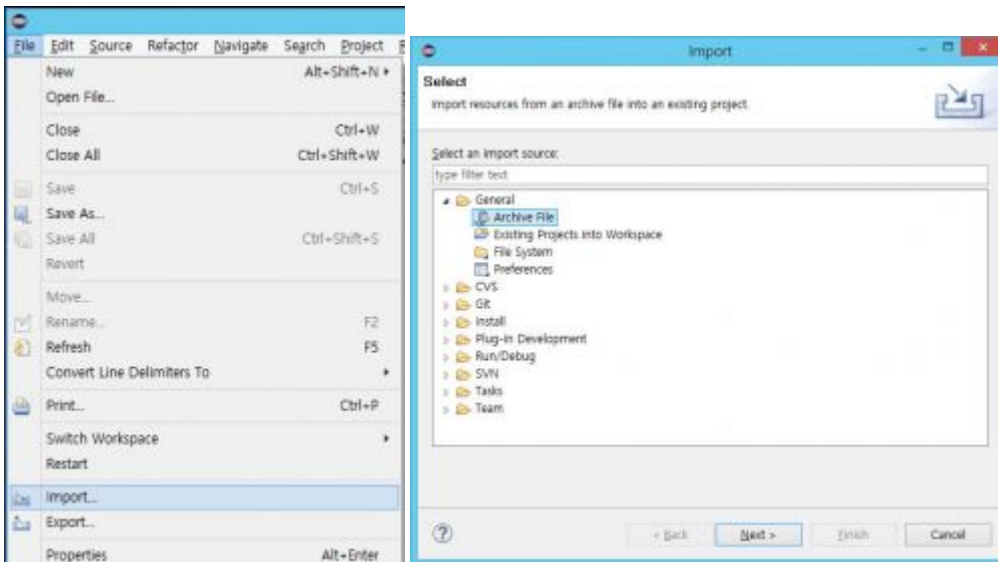 File Edit Source Refactor Navigate Search Project
New Alt+Shift+N
Open File...
Close Ctrl+W
Close All Ctrl+Shift+W
Save Ctrl+S
Save As...
Save All Ctrl+Shift+S
Revert
Move...
Rename... F2
Refresh F5
Convert Line Delimiters To
Print... Ctrl+P
Switch Workspace
Restart
Import...
Export...
Properties Alt+Enter
Import
Select
Import resources from an archive file into an existing project.
Select an import source:
type filter text
General
Archive File
Existing Projects into Workspace
File System
Preferences
CVS
Git
Install
Plug-in Development
Run/Debug
SVN
Tasks
Team
< Back Next > Finish Cancel